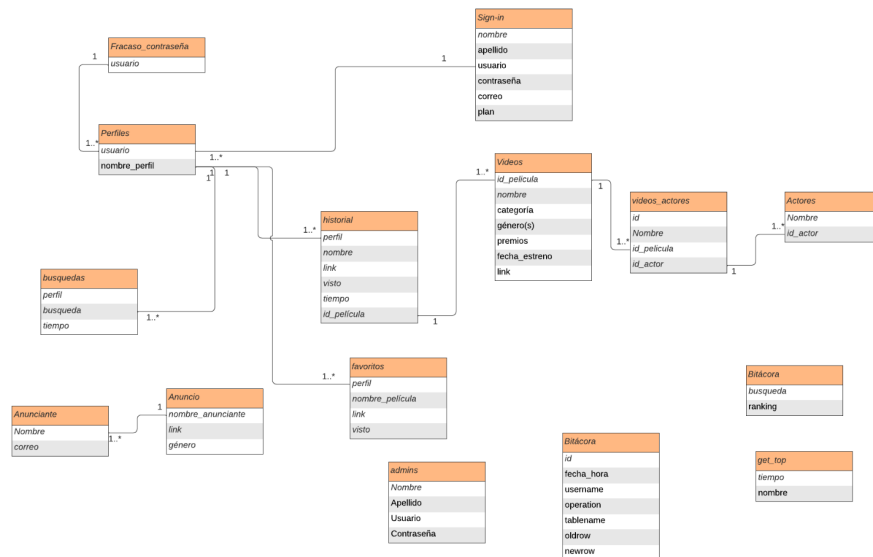 Sign-in
nombre
apellido
usuario
contraseña
correo
plan
1
Fracaso_contraseña
usuario
1
1..*
Perfiles
usuario
nombre_perfil
1..*
1
1
1
Videos
id_pelicula
nombre
categoría
género(s)
premios
fecha_estreno
link
1..*
1
videos_actores
id
Nombre
id_pelicula
id_actor
1..*
1
Actores
Nombre
id_actor
1..*
historial
perfil
nombre
link
visto
tiempo
id_película
1..*
1
busquedas
perfil
busqueda
tiempo
1..*
favoritos
perfil
nombre_película
link
visto
1..*
Anunciante
Nombre
correo
1..*
1
Anuncio
nombre_anunciante
link
género
Bitácora
busqueda
ranking
admins
Nombre
Apellido
Usuario
Contraseña
Bitácora
id
fecha_hora
username
operation
tablename
oldrow
newrow
get_top
tiempo
nombre